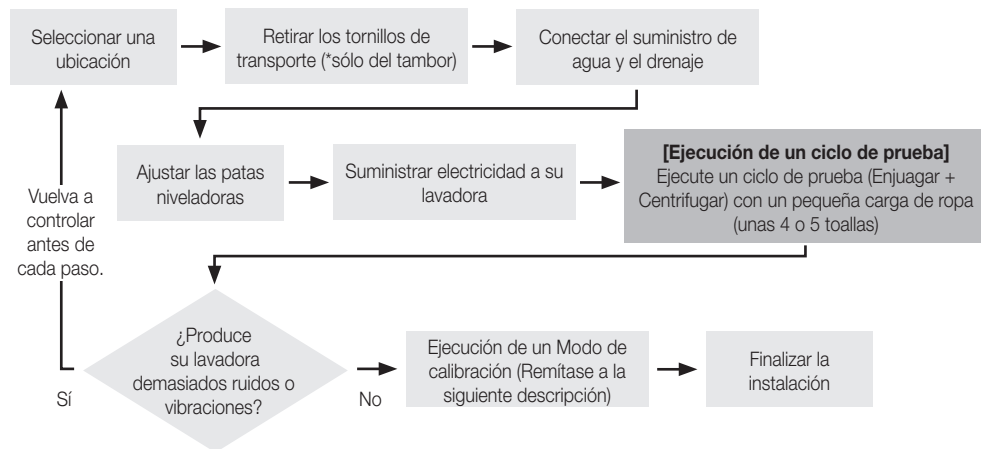 Seleccionar una
ubicación
Retirar los tornillos de
transporte (*sólo del tambor)
Conectar el suministro de
agua y el drenaje
Ajustar las patas
niveladoras
Suministrar electricidad a su
lavadora
[Ejecución de un ciclo de prueba]
Ejecute un ciclo de prueba (Enjuagar +
Centrifugar) con un pequeña carga de ropa
(unas 4 o 5 toallas)
Vuelva a
controlar
antes de
cada paso.
¿Produce
su lavadora
demasiados ruidos o
vibraciones?
Sí
No
Ejecución de un Modo de
calibración (Remítase a la
siguiente descripción)
Finalizar la
instalación